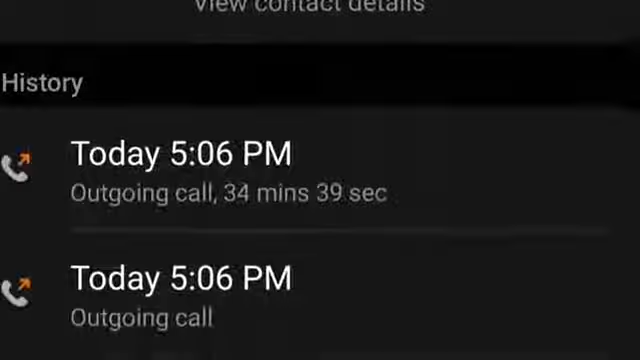 View contact details
History
Today 5:06 PM
Outgoing call, 34 mins 39 sec
Today 5:06 PM
Outgoing call